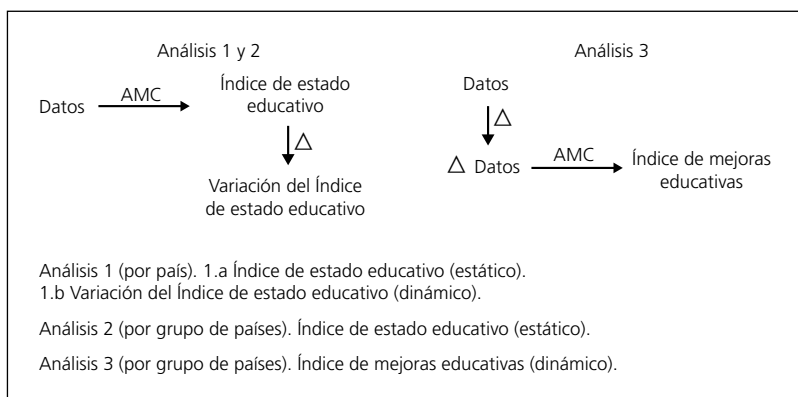 Análisis 1 y 2
Datos
AMC
Índice de estado
educativo
△
Variación del Índice
de estado educativo
Análisis 3
Datos
△
△ Datos
AMC
Índice de mejoras
educativas
Análisis 1 (por país). 1.a Índice de estado educativo (estático).
1.b Variación del Índice de estado educativo (dinámico).
Análisis 2 (por grupo de países). Índice de estado educativo (estático).
Análisis 3 (por grupo de países). Índice de mejoras educativas (dinámico).